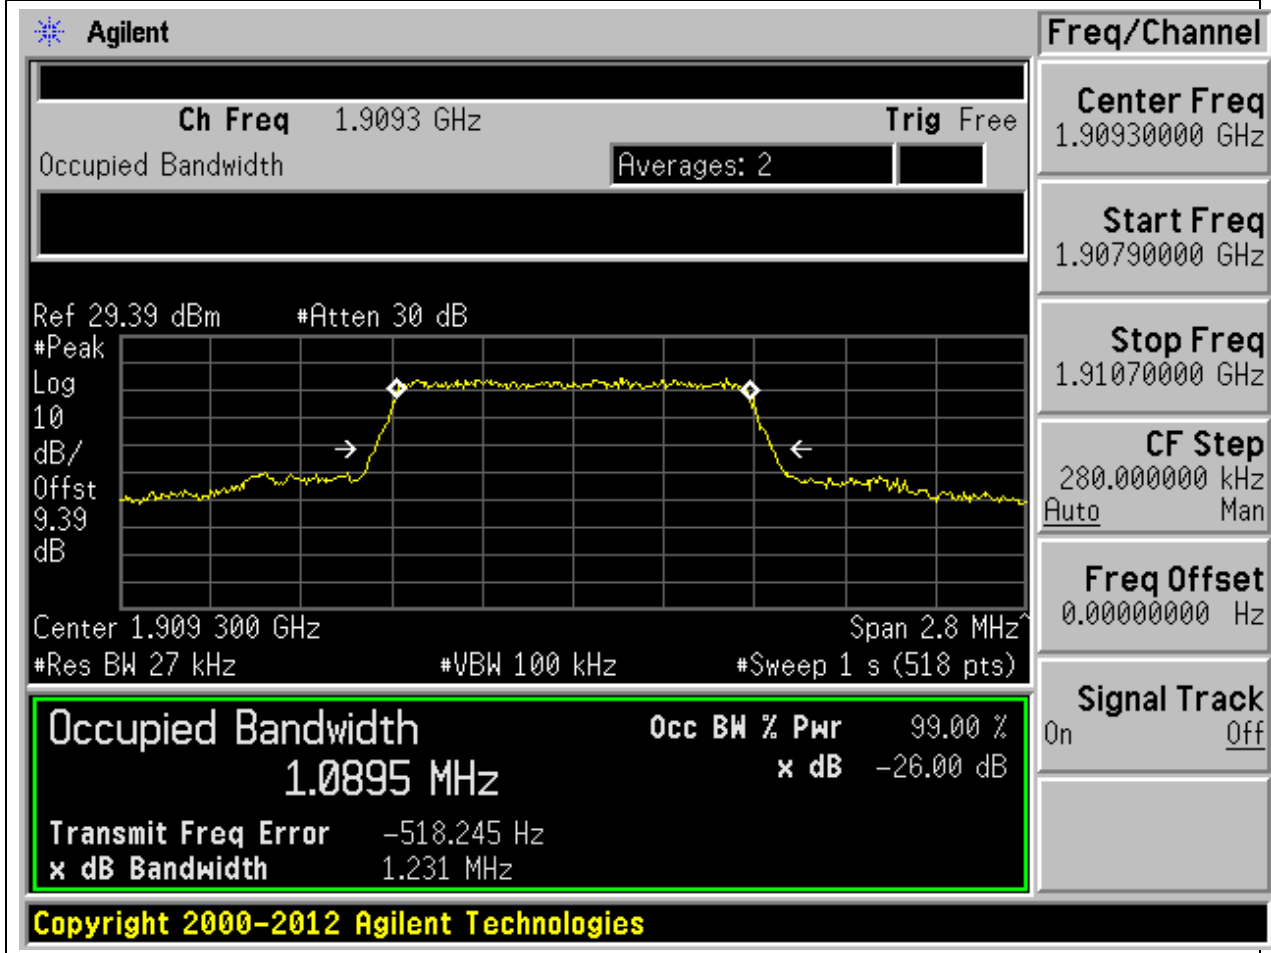 Agilent
Freq/Channel
Ch Freq 1.9093 GHz Trig Free
Occupied Bandwidth Averages: 2
Center Freq
1.90930000 GHz
Start Freq
1.90790000 GHz
Stop Freq
1.91070000 GHz
CF Step
280.000000 kHz
Auto Man
Freq Offset
0.00000000 Hz
Signal Track
On Off
Ref 29.39 dBm #Atten 30 dB
#Peak
Log
10
dB/
Offst
9.39
dB
Center 1.909 300 GHz Span 2.8 MHz^
#Res BW 27 kHz #VBW 100 kHz #Sweep 1 s (518 pts)
Occupied Bandwidth Occ BW % Pwr 99.00 %
1.0895 MHz x dB -26.00 dB
Transmit Freq Error -518.245 Hz
x dB Bandwidth 1.231 MHz
Copyright 2000-2012 Agilent Technologies